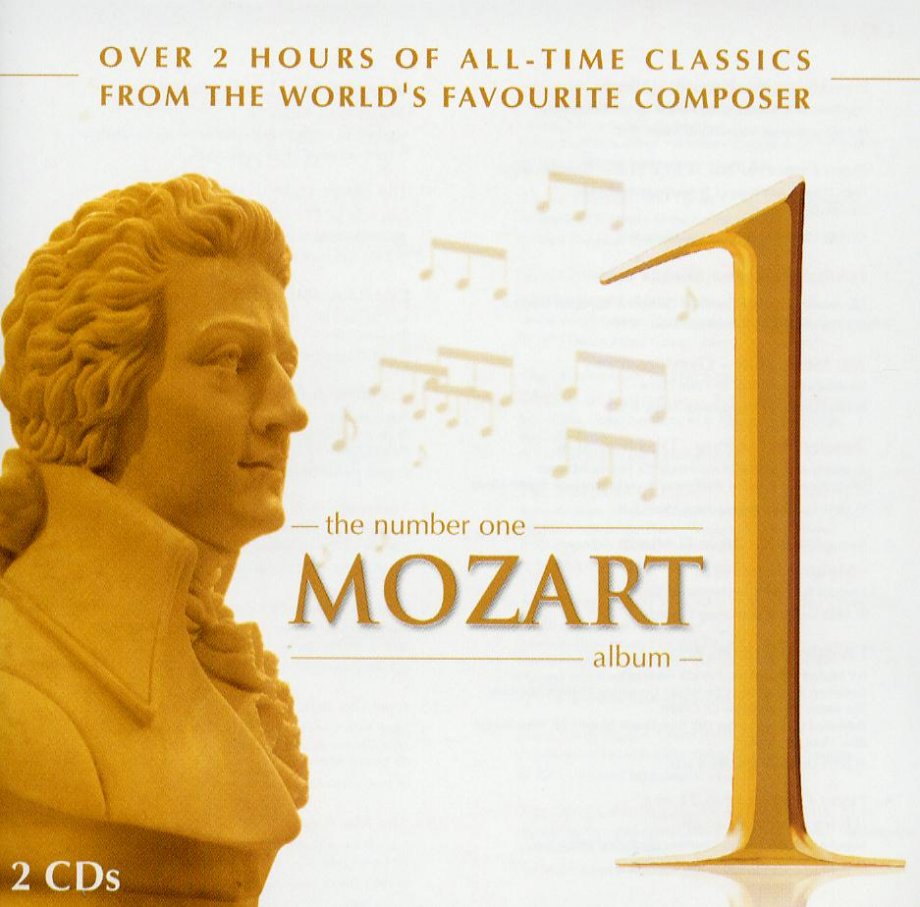 OVER 2 HOURS OF ALL-TIME CLASSICS
FROM THE WORLD'S FAVOURITE COMPOSER
the number one
MOZART
album
1
2 CDs